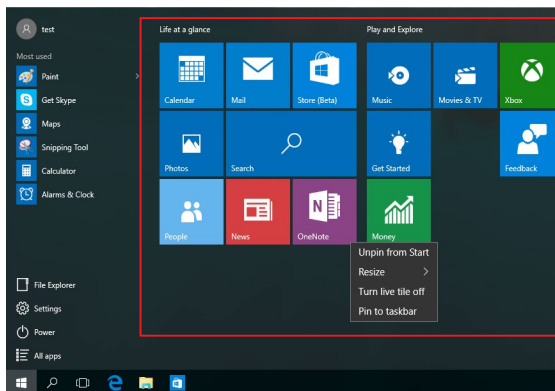 test
Most used
Paint
Get Skype
Maps
Snipping Tool
Calculator
Alarms & Clock
File Explorer
Settings
Power
All apps
Life at a glance
Calendar
Mail
Store (Beta)
Photos
Search
People
News
OneNote
Play and Explore
Music
Movies & TV
Xbox
Get Started
Feedback
Money
Unpin from Start
Resize
Turn live tile off
Pin to taskbar